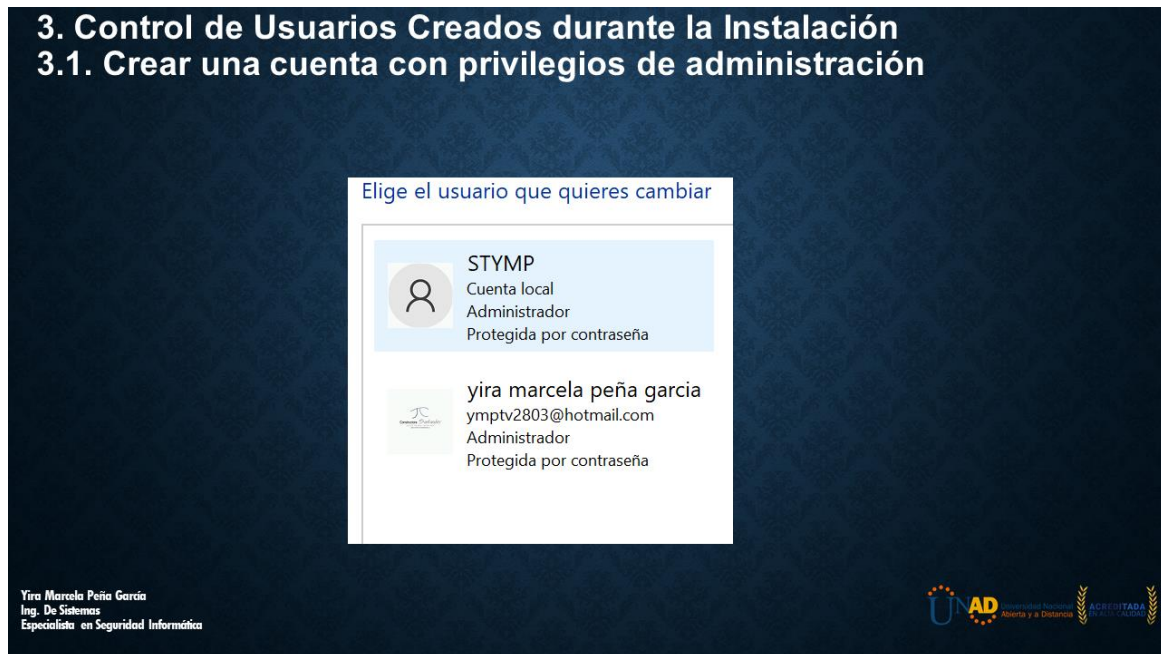 3. Control de Usuarios Creados durante la Instalación
3.1. Crear una cuenta con privilegios de administración
Elige el usuario que quieres cambiar
STYMP
Cuenta local
Administrador
Protegida por contraseña
yira marcela peña garcia
ymptv2803@hotmail.com
Administrador
Protegida por contraseña
Yira Marcela Peña García
Ing. De Sistemas
Especialista en Seguridad Informática
UNAD
Universidad Nacional
Abierta y a Distancia
ACREDITADA
EN ALTA CALIDAD